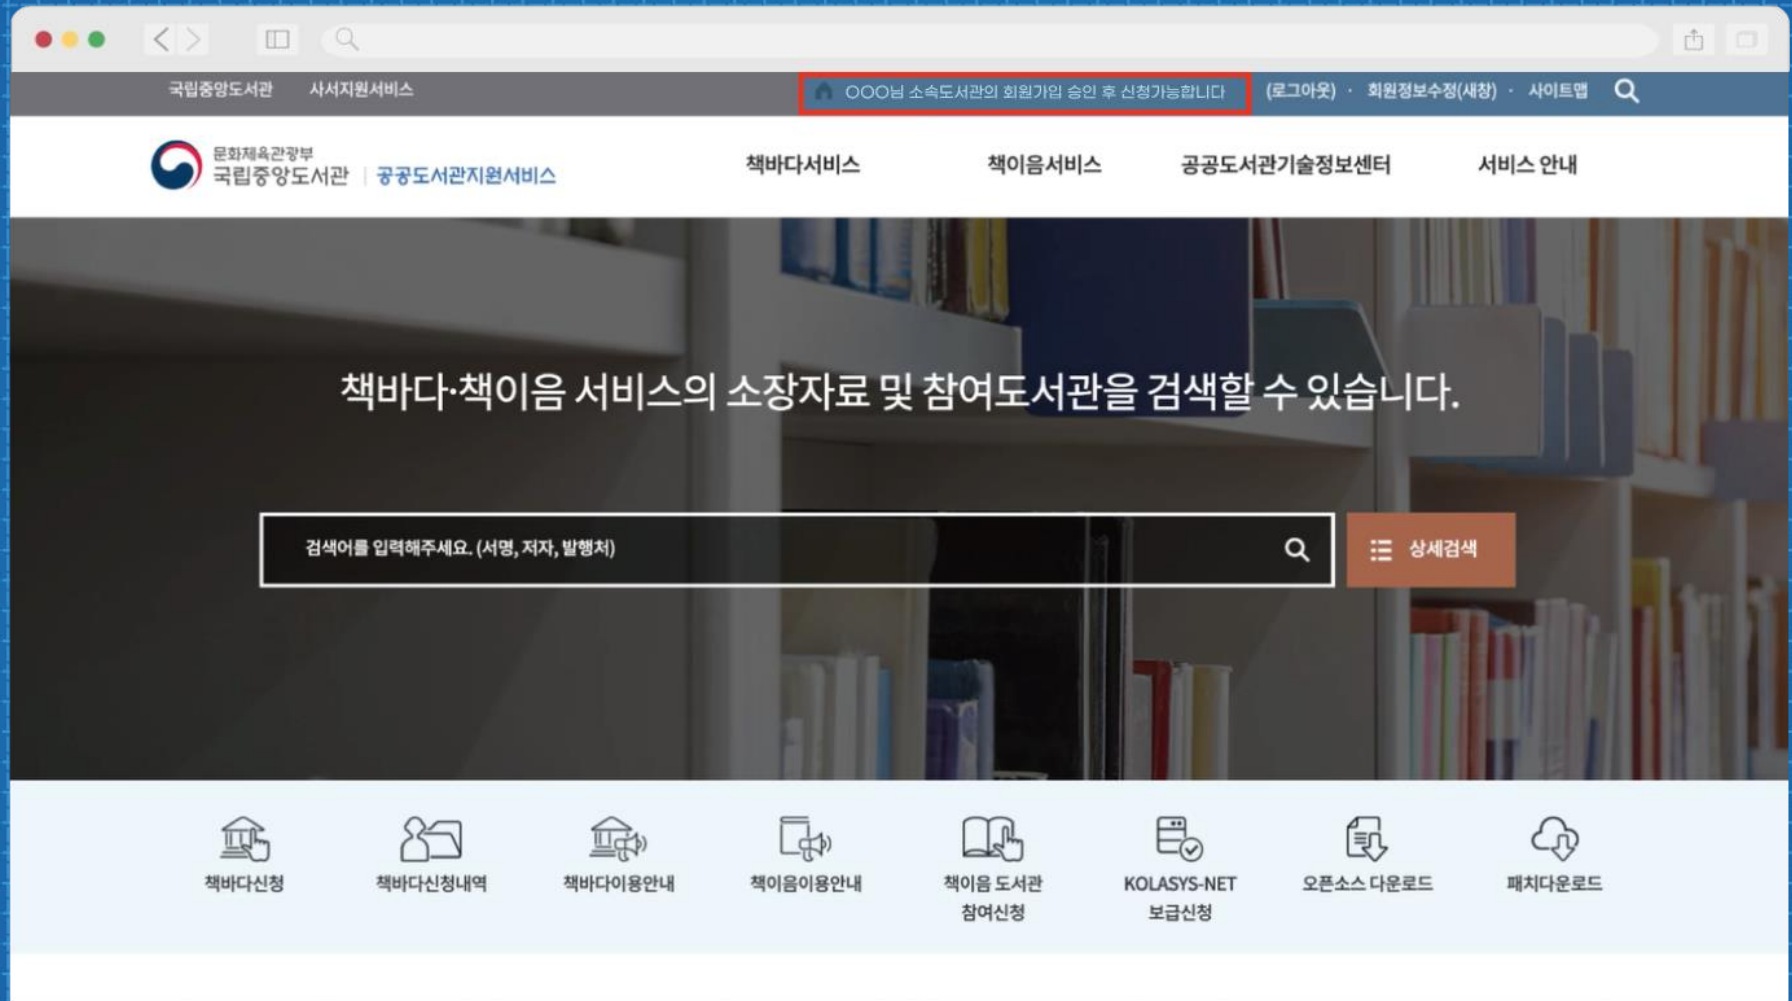 국립중앙도서관 사서지원서비스 OOO님 소속도서관의 회원가입 승인 후 신청가능합니다 (로그아웃) · 회원정보수정(새창) · 사이트맵
문화체육관광부
국립중앙도서관 | 공공도서관지원서비스
책바다서비스 책이음서비스 공공도서관기술정보센터 서비스 안내
책바다·책이음 서비스의 소장자료 및 참여도서관을 검색할 수 있습니다.
검색어를 입력해주세요. (서명, 저자, 발행처) 상세검색
책바다신청 책바다신청내역 책바다이용안내 책이음이용안내 책이음 도서관 KOLASYS-NET 오픈소스 다운로드 패치다운로드
참여신청 보급신청